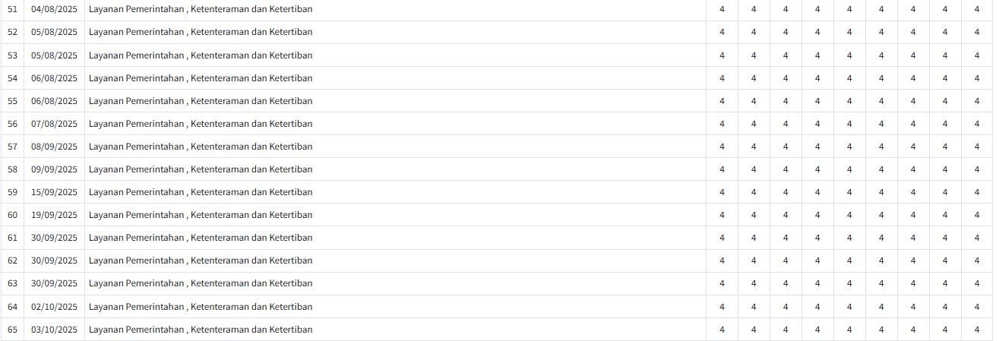 51 04/08/2025 Layanan Pemerintahan , Ketenteraman dan Ketertiban 4 4 4 4 4 4 4 4 4
52 05/08/2025 Layanan Pemerintahan , Ketenteraman dan Ketertiban 4 4 4 4 4 4 4 4 4
53 05/08/2025 Layanan Pemerintahan , Ketenteraman dan Ketertiban 4 4 4 4 4 4 4 4 4
54 06/08/2025 Layanan Pemerintahan , Ketenteraman dan Ketertiban 4 4 4 4 4 4 4 4 4
55 06/08/2025 Layanan Pemerintahan , Ketenteraman dan Ketertiban 4 4 4 4 4 4 4 4 4
56 07/08/2025 Layanan Pemerintahan , Ketenteraman dan Ketertiban 4 4 4 4 4 4 4 4 4
57 08/09/2025 Layanan Pemerintahan , Ketenteraman dan Ketertiban 4 4 4 4 4 4 4 4 4
58 09/09/2025 Layanan Pemerintahan , Ketenteraman dan Ketertiban 4 4 4 4 4 4 4 4 4
59 15/09/2025 Layanan Pemerintahan , Ketenteraman dan Ketertiban 4 4 4 4 4 4 4 4 4
60 19/09/2025 Layanan Pemerintahan , Ketenteraman dan Ketertiban 4 4 4 4 4 4 4 4 4
61 30/09/2025 Layanan Pemerintahan , Ketenteraman dan Ketertiban 4 4 4 4 4 4 4 4 4
62 30/09/2025 Layanan Pemerintahan , Ketenteraman dan Ketertiban 4 4 4 4 4 4 4 4 4
63 30/09/2025 Layanan Pemerintahan , Ketenteraman dan Ketertiban 4 4 4 4 4 4 4 4 4
64 02/10/2025 Layanan Pemerintahan , Ketenteraman dan Ketertiban 4 4 4 4 4 4 4 4 4
65 03/10/2025 Layanan Pemerintahan , Ketenteraman dan Ketertiban 4 4 4 4 4 4 4 4 4